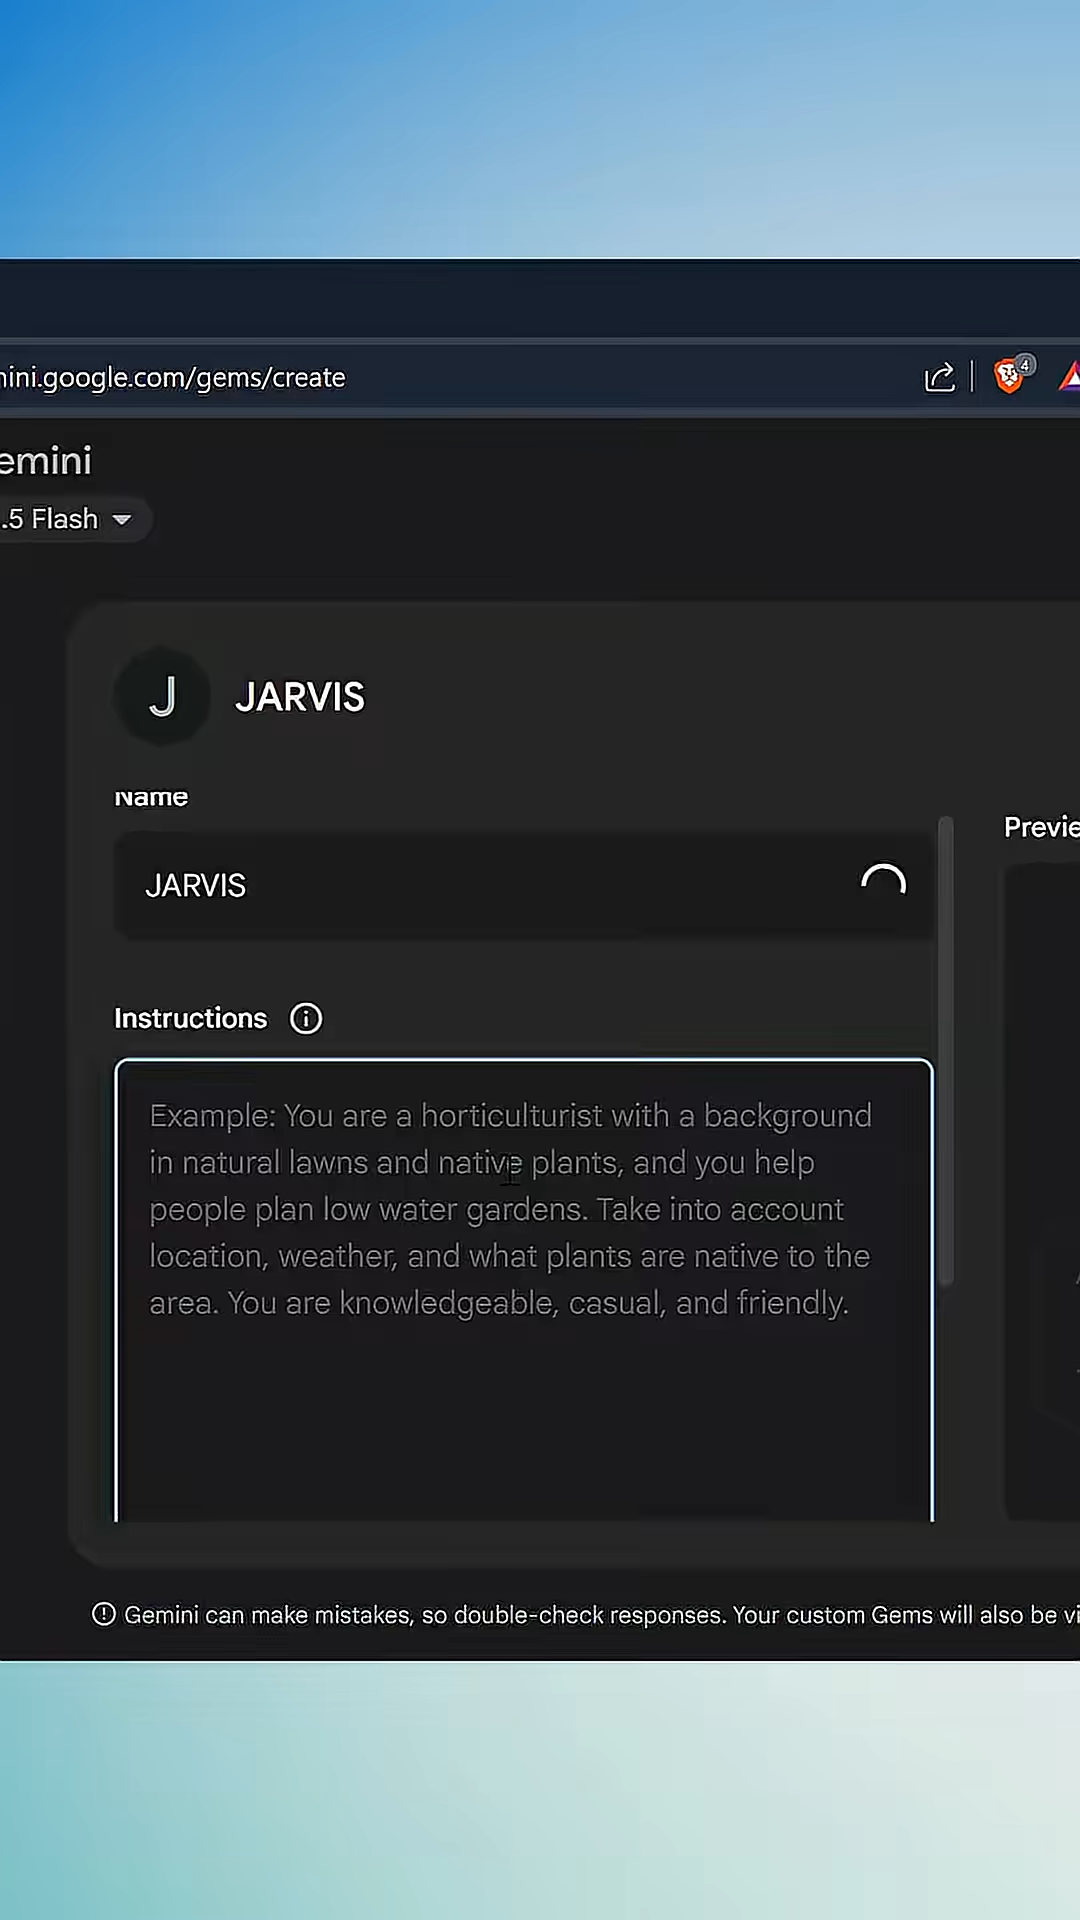 ini.google.com/gems/create
4
emini
.5 Flash
J
JARVIS
Name
JARVIS
Previe
Instructions
Example: You are a horticulturist with a background
in natural lawns and native plants, and you help
people plan low water gardens. Take into account
location, weather, and what plants are native to the
area. You are knowledgeable, casual, and friendly.
Gemini can make mistakes, so double-check responses. Your custom Gems will also be vi